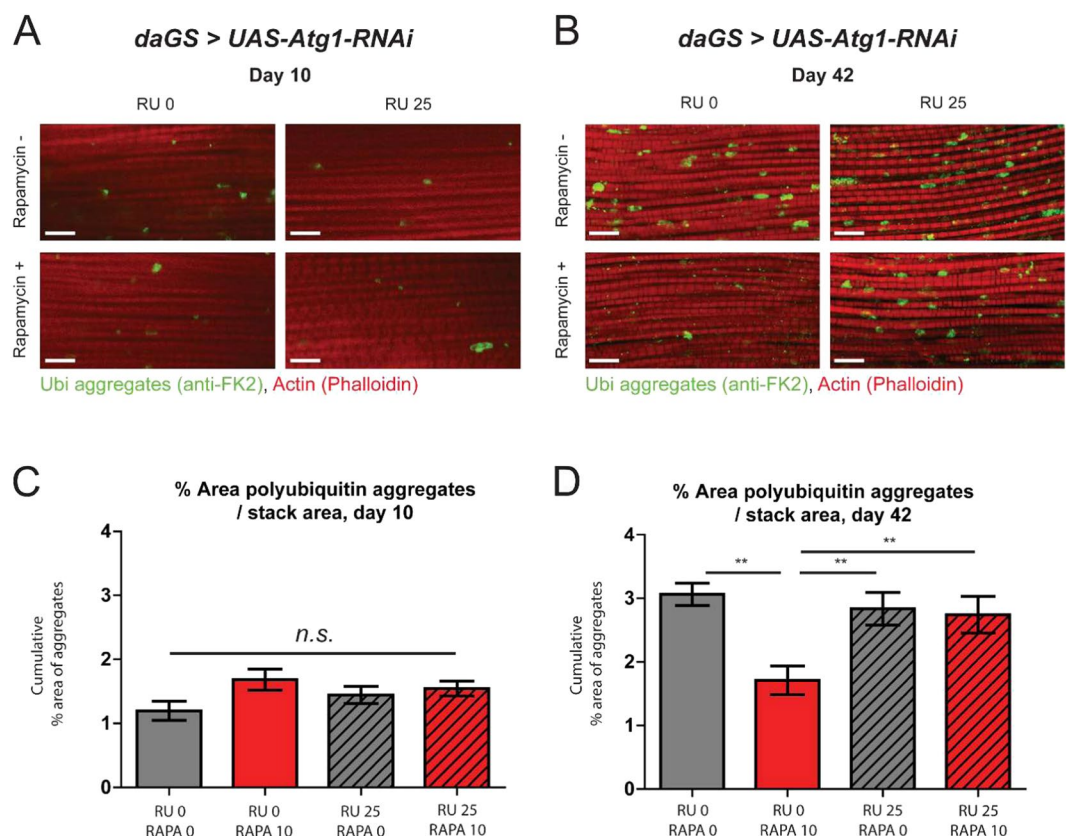 A
daGS > UAS-Atg1-RNAi
Day 10
RU 0 RU 25
Rapamycin -
Rapamycin +
Ubi aggregates (anti-FK2), Actin (Phalloidin)
B
daGS > UAS-Atg1-RNAi
Day 42
RU 0 RU 25
Rapamycin -
Rapamycin +
Ubi aggregates (anti-FK2), Actin (Phalloidin)
C
% Area polyubiquitin aggregates
/ stack area, day 10
Cumulative
% area of aggregates
4
3
2
1
0
n.s.
RU 0 RU 0 RU 25 RU 25
RAPA 0 RAPA 10 RAPA 0 RAPA 10
D
% Area polyubiquitin aggregates
/ stack area, day 42
Cumulative
% area of aggregates
4
3
2
1
0
**
** **
RU 0 RU 0 RU 25 RU 25
RAPA 0 RAPA 10 RAPA 0 RAPA 10